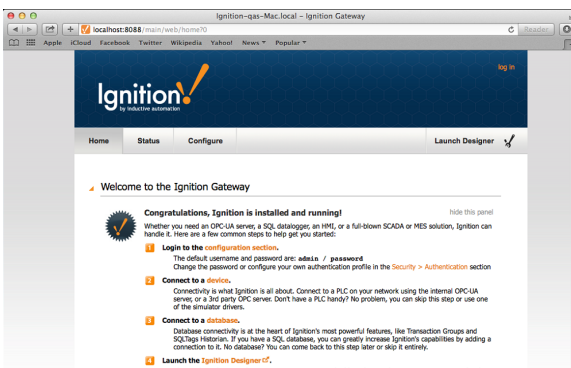 Ignition-qas-Mac.local – Ignition Gateway
localhost:8088/main/web/home?0
Reader
Apple iCloud Facebook Twitter Wikipedia Yahoo! News Popular
log in
Ignition
by inductive automation
Home Status Configure Launch Designer
Welcome to the Ignition Gateway
Congratulations, Ignition is installed and running! hide this panel
Whether you need an OPC-UA server, a SQL datalogger, an HMI, or a full-blown SCADA or MES solution, Ignition can
handle it. Here are a few common steps to help get you started:
1 Login to the configuration section.
The default username and password are: admin / password
Change the password or configure your own authentication profile in the Security > Authentication section
2 Connect to a device.
Connectivity is what Ignition is all about. Connect to a PLC on your network using the internal OPC-UA
server, or a 3rd party OPC server. Don't have a PLC handy? No problem, you can skip this step or use one
of the simulator drivers.
3 Connect to a database.
Database connectivity is at the heart of Ignition's most powerful features, like Transaction Groups and
SQLTags Historian. If you have a SQL database, you can greatly increase Ignition's capabilities by adding a
connection to it. No database? You can come back to this step later or skip it entirely.
4 Launch the Ignition Designer.